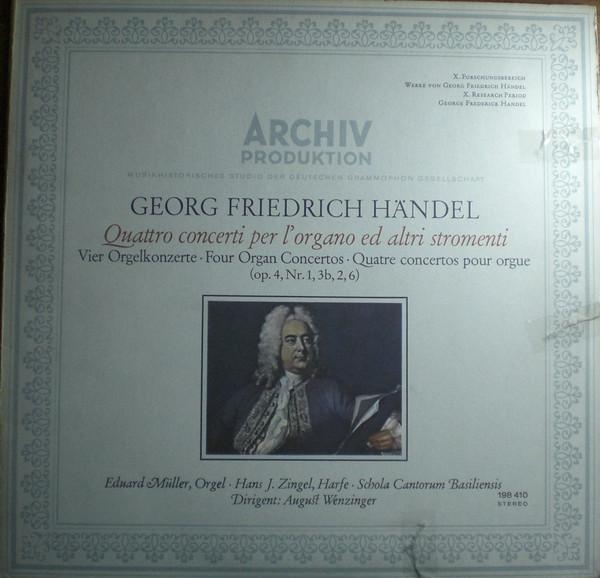 X. Forschungsbereich
Werke von Georg Friedrich Händel
X. Research Period
George Frederick Handel
ARCHIV
PRODUKTION
MUSIKHISTORISCHES STUDIO DER DEUTSCHEN GRAMMOPHON GESELLSCHAFT
GEORG FRIEDRICH HÄNDEL
Quattro concerti per l'organo ed altri stromenti
Vier Orgelkonzerte · Four Organ Concertos · Quatre concertos pour orgue
(op. 4, Nr. 1, 3b, 2, 6)
Eduard Müller, Orgel · Hans J. Zingel, Harfe · Schola Cantorum Basiliensis
Dirigent: August Wenzinger
198 410
STEREO